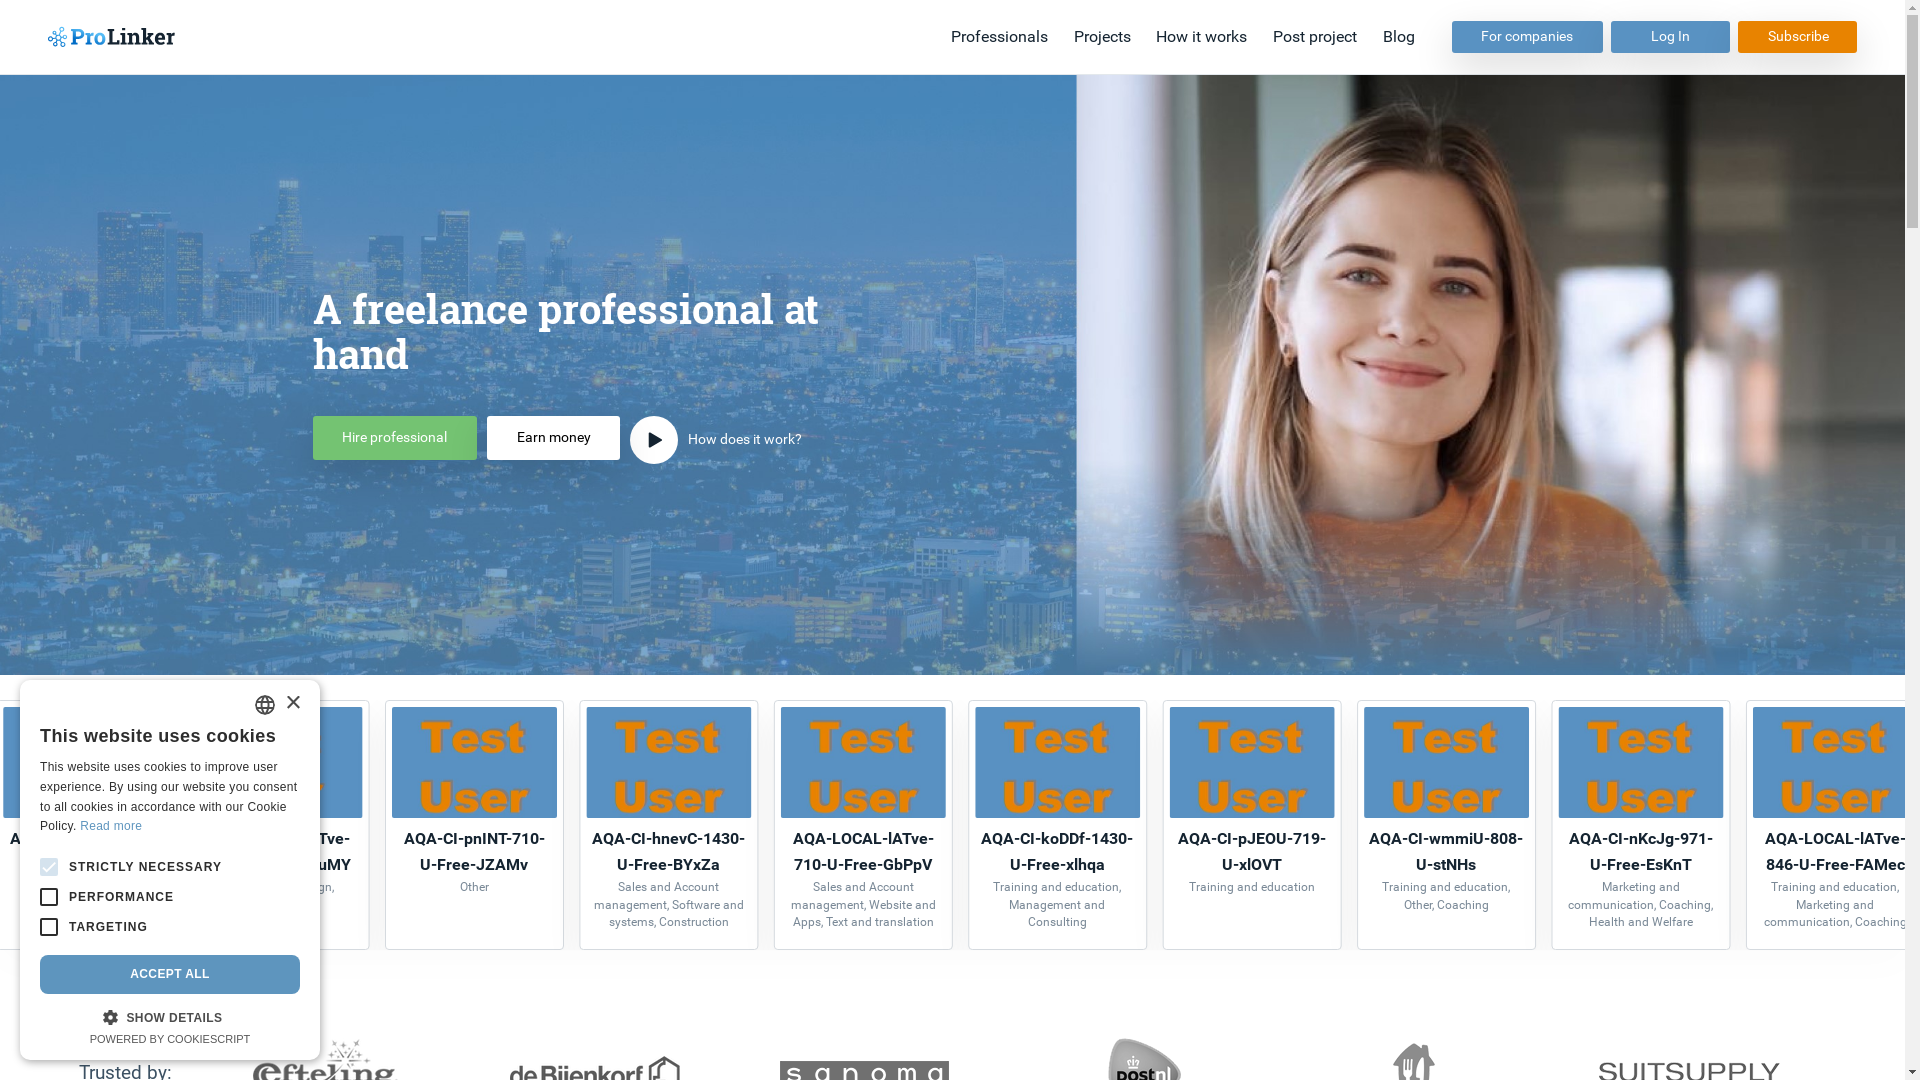 ProLinker
Professionals
Projects
How it works
Post project
Blog
For companies
Log In
Subscribe
A freelance professional at
hand
Hire professional
Earn money
How does it work?
This website uses cookies
This website uses cookies to improve user
experience. By using our website you consent
to all cookies in accordance with our Cookie
Policy. Read more
STRICTLY NECESSARY
PERFORMANCE
TARGETING
ACCEPT ALL
SHOW DETAILS
POWERED BY COOKIESCRIPT
Test
User
AQA-CI-pnINT-710-
U-Free-JZAMv
Other
Test
User
AQA-CI-hnevC-1430-
U-Free-BYxZa
Sales and Account
management, Software and
systems, Construction
Test
User
AQA-LOCAL-lATve-
710-U-Free-GbPpV
Sales and Account
management, Website and
Apps, Text and translation
Test
User
AQA-CI-koDDf-1430-
U-Free-xlhqa
Training and education,
Management and
Consulting
Test
User
AQA-CI-pJEOU-719-
U-xlOVT
Training and education
Test
User
AQA-CI-wmmiU-808-
U-stNHs
Training and education,
Other, Coaching
Test
User
AQA-CI-nKcJg-971-
U-Free-EsKnT
Marketing and
communication, Coaching,
Health and Welfare
Test
User
AQA-LOCAL-lATve-
846-U-Free-FAMec
Training and education,
Marketing and
communication, Coaching
Trusted by:
efteling
de Bijenkorf
sanoma
postnl
SUITSUPPLY